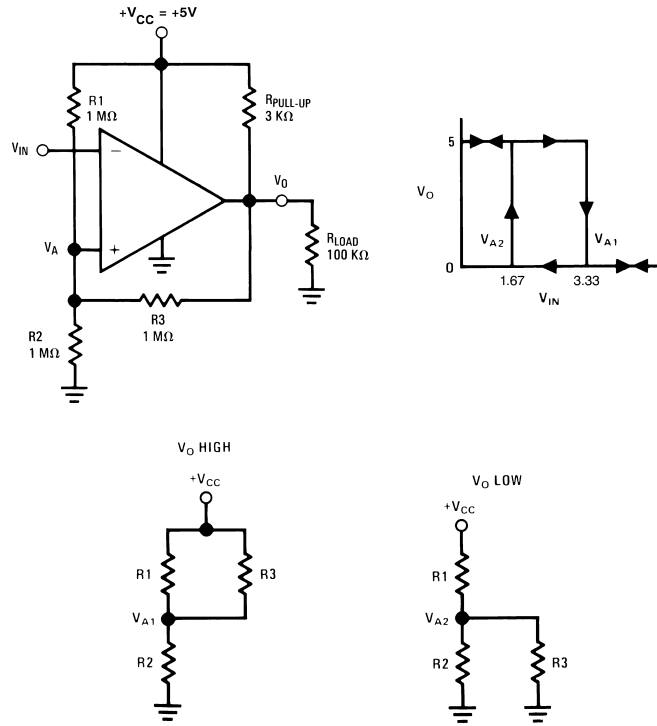 +VCC = +5V
R1
1 MΩ
RPULL-UP
3 KΩ
VIN
−
VA
+
VO
RLOAD
100 KΩ
R3
1 MΩ
R2
1 MΩ
5
VO
VA2
VA1
0
1.67
3.33
VIN
VO HIGH
+VCC
R1
R3
VA1
R2
VO LOW
+VCC
R1
VA2
R2
R3